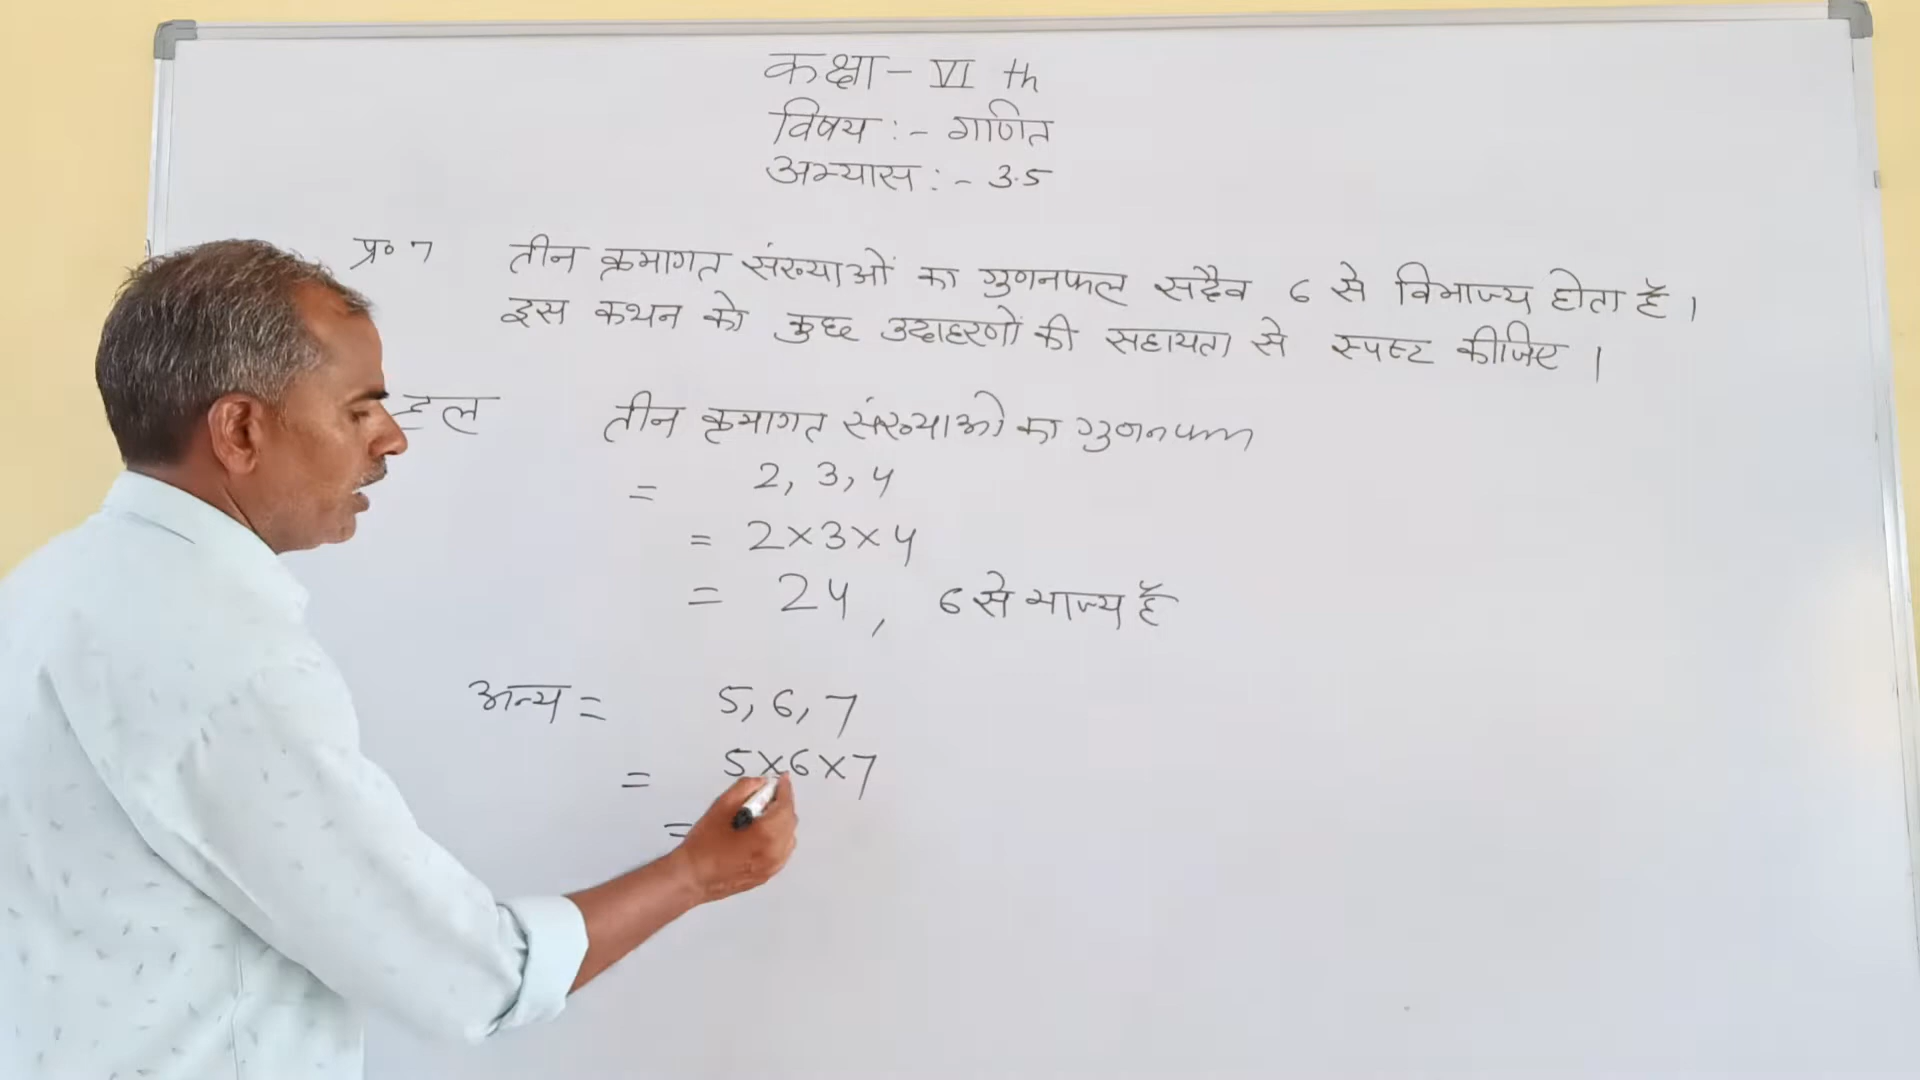 कक्षा - VI th
विषय :- गणित
अभ्यास :- 3.5
प्र० 7 तीन क्रमागत संख्याओं का गुणनफल सदैव 6 से विभाज्य होता है।
इस कथन को कुछ उदाहरणों की सहायता से स्पष्ट कीजिए।
हल तीन क्रमागत संख्याओं का गुणनफल
= 2, 3, 4
= 2×3×4
= 24, 6 से भाज्य है
अन्य = 5, 6, 7
= 5×6×7
=